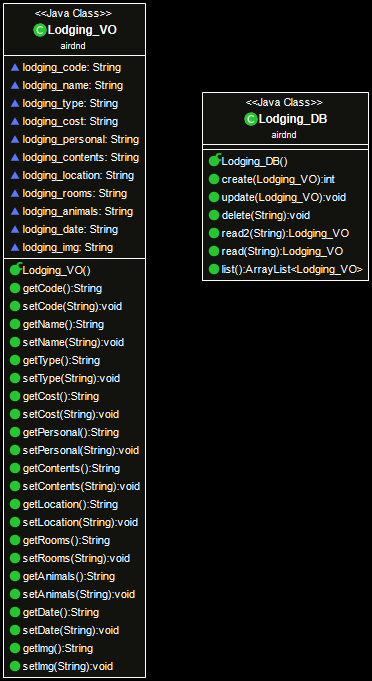 <<Java Class>>
Lodging_VO
airdnd
lodging_code: String
lodging_name: String
lodging_type: String
lodging_cost: String
lodging_personal: String
lodging_contents: String
lodging_location: String
lodging_rooms: String
lodging_animals: String
lodging_date: String
lodging_img: String
Lodging_VO()
getCode():String
setCode(String):void
getName():String
setName(String):void
getType():String
setType(String):void
getCost():String
setCost(String):void
getPersonal():String
setPersonal(String):void
getContents():String
setContents(String):void
getLocation():String
setLocation(String):void
getRooms():String
setRooms(String):void
getAnimals():String
setAnimals(String):void
getDate():String
setDate(String):void
getImg():String
setImg(String):void
<<Java Class>>
Lodging_DB
airdnd
Lodging_DB()
create(Lodging_VO):int
update(Lodging_VO):void
delete(String):void
read2(String):Lodging_VO
read(String):Lodging_VO
list():ArrayList<Lodging_VO>